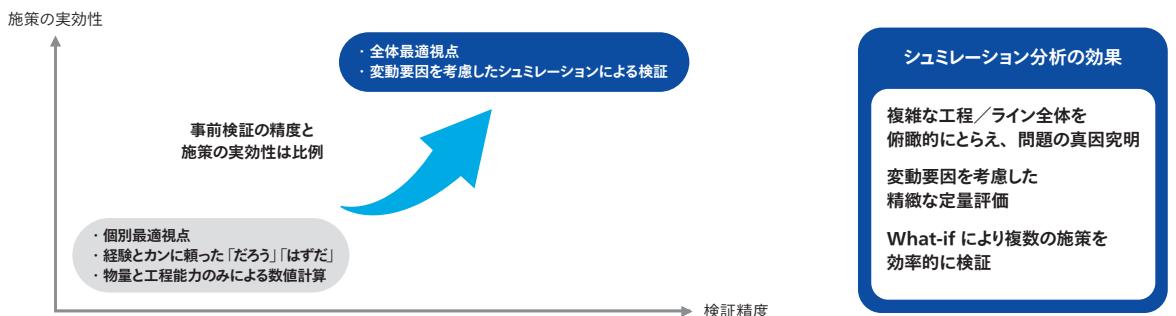 施策の実効性
・全体最適視点
・変動要因を考慮したシュミレーションによる検証
事前検証の精度と
施策の実効性は比例
・個別最適視点
・経験とカンに頼った「だろう」「はずだ」
・物量と工程能力のみによる数値計算
検証精度
シュミレーション分析の効果
複雑な工程／ライン全体を
俯瞰的にとらえ、問題の真因究明
変動要因を考慮した
精緻な定量評価
What-if により複数の施策を
効率的に検証